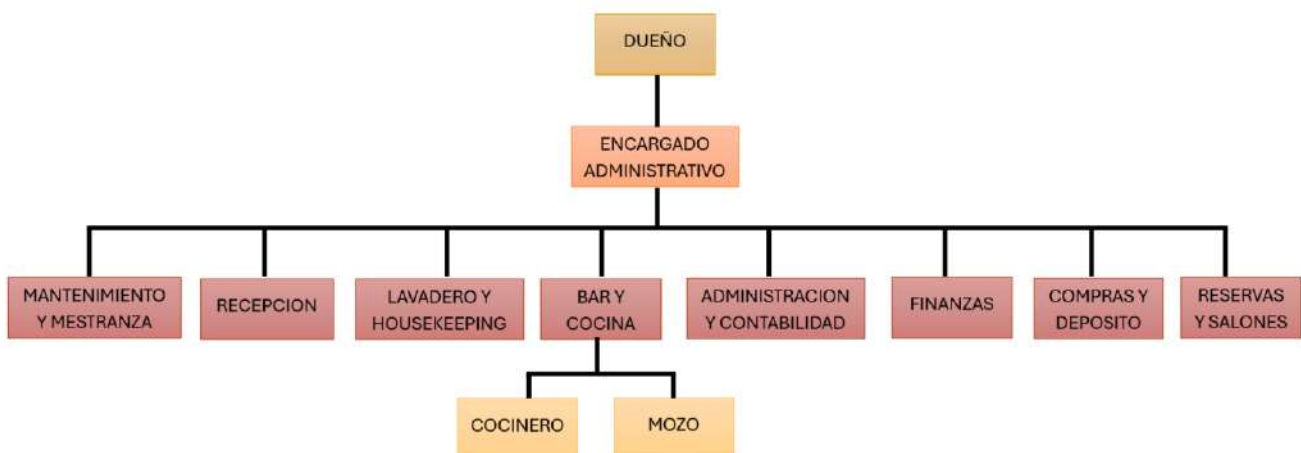 DUEÑO
ENCARGADO
ADMINISTRATIVO
MANTENIMIENTO
Y MESTRANZA
RECEPCION
LAVADERO Y
HOUSEKEEPING
BAR Y
COCINA
ADMINISTRACION
Y CONTABILIDAD
FINANZAS
COMPRAS Y
DEPOSITO
RESERVAS
Y SALONES
COCINERO
MOZO